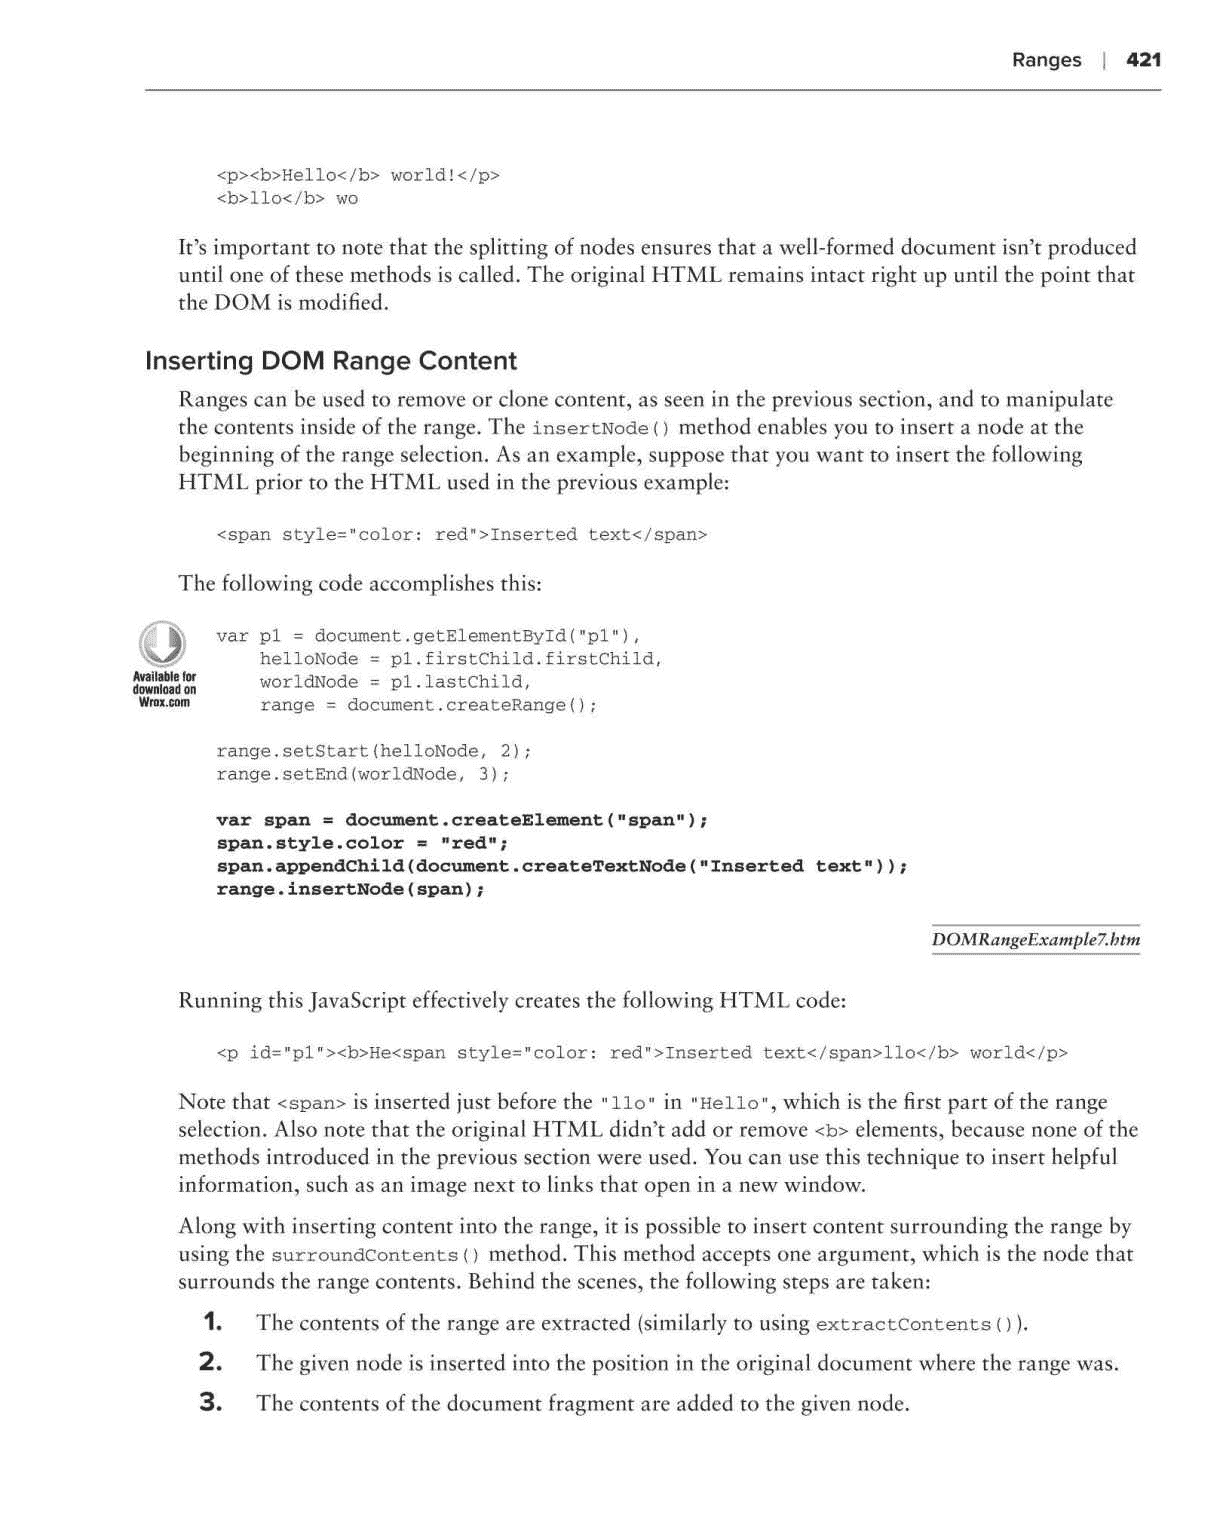 Ranges | 421
<p><b>Hello</b> world!</p>
<b>llo</b> wo
It's important to note that the splitting of nodes ensures that a well-formed document isn't produced
until one of these methods is called. The original HTML remains intact right up until the point that
the DOM is modified.
Inserting DOM Range Content
Ranges can be used to remove or clone content, as seen in the previous section, and to manipulate
the contents inside of the range. The insertNode() method enables you to insert a node at the
beginning of the range selection. As an example, suppose that you want to insert the following
HTML prior to the HTML used in the previous example:
<span style="color: red">Inserted text</span>
The following code accomplishes this:
Available for
download on
Wrox.com
var p1 = document.getElementById("p1"),
    helloNode = p1.firstChild.firstChild,
    worldNode = p1.lastChild,
    range = document.createRange();
range.setStart(helloNode, 2);
range.setEnd(worldNode, 3);
var span = document.createElement("span");
span.style.color = "red";
span.appendChild(document.createTextNode("Inserted text"));
range.insertNode(span);
DOMRangeExample7.htm
Running this JavaScript effectively creates the following HTML code:
<p id="p1"><b>He<span style="color: red">Inserted text</span>llo</b> world</p>
Note that <span> is inserted just before the "llo" in "Hello", which is the first part of the range
selection. Also note that the original HTML didn't add or remove <b> elements, because none of the
methods introduced in the previous section were used. You can use this technique to insert helpful
information, such as an image next to links that open in a new window.
Along with inserting content into the range, it is possible to insert content surrounding the range by
using the surroundContents() method. This method accepts one argument, which is the node that
surrounds the range contents. Behind the scenes, the following steps are taken:
1. The contents of the range are extracted (similarly to using extractContents()).
2. The given node is inserted into the position in the original document where the range was.
3. The contents of the document fragment are added to the given node.